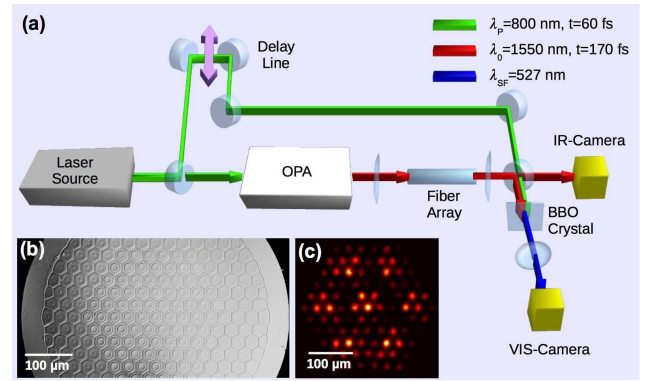 (a)
Delay
Line
λP=800 nm, t=60 fs
λ0=1550 nm, t=170 fs
λSF=527 nm
IR-Camera
Laser
Source
OPA
Fiber
Array
BBO
Crystal
(b)
100 μm
(c)
100 μm
VIS-Camera